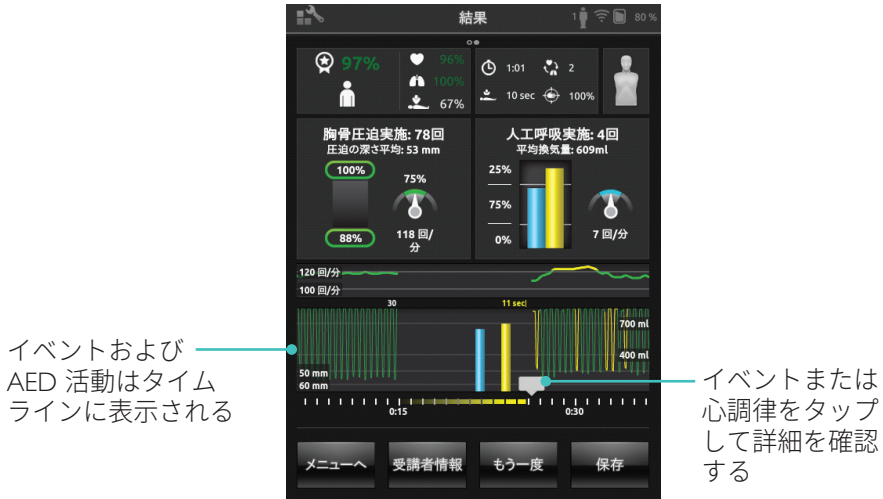 結果
1
80 %
97%
96%
100%
67%
1:01
2
10 sec
100%
胸骨圧迫実施: 78回
圧迫の深さ平均: 53 mm
100%
88%
75%
118 回/
分
人工呼吸実施: 4回
平均換気量: 609ml
25%
75%
0%
7 回/分
120 回/分
100 回/分
30
11 sec
700 ml
400 ml
50 mm
60 mm
0:15
0:30
メニューへ
受講者情報
もう一度
保存
イベントおよび
AED 活動はタイム
ラインに表示される
イベントまたは
心調律をタップ
して詳細を確認
する